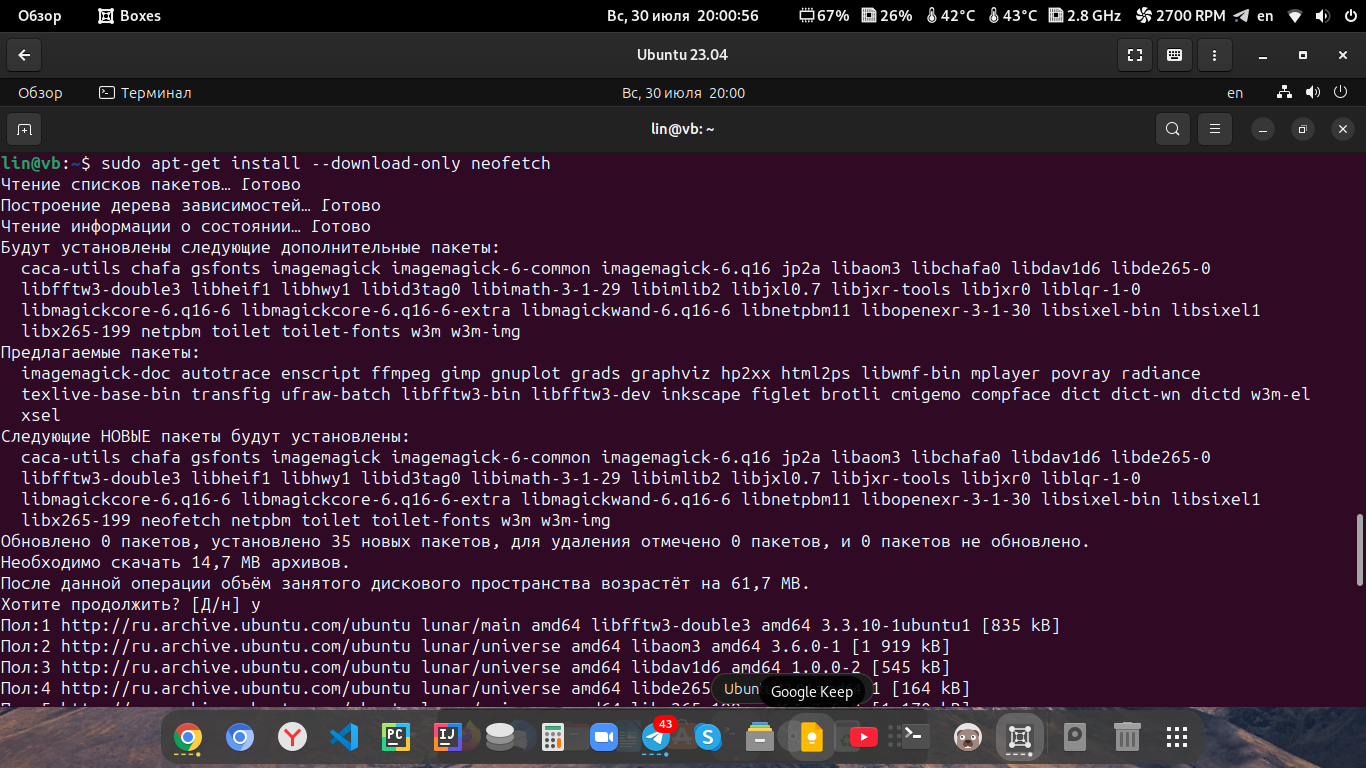 Обзор Boxes Вс, 30 июля 20:00:56 67% 26% 42°C 43°C 2.8 GHz 2700 RPM en
Ubuntu 23.04
Обзор Терминал Вс, 30 июля 20:00 en
lin@vb: ~
lin@vb:~$ sudo apt-get install --download-only neofetch
Чтение списков пакетов… Готово
Построение дерева зависимостей… Готово
Чтение информации о состоянии… Готово
Будут установлены следующие дополнительные пакеты:
caca-utils chafa gsfonts imagemagick imagemagick-6-common imagemagick-6.q16 jp2a libaom3 libchafa0 libdav1d6 libde265-0
libfftw3-double3 libheif1 libhwy1 libid3tag0 libimath-3-1-29 libimlib2 libjxl0.7 libjxr-tools libjxr0 liblqr-1-0
libmagickcore-6.q16-6 libmagickcore-6.q16-6-extra libmagickwand-6.q16-6 libnetpbm11 libopenexr-3-1-30 libsixel-bin libsixel1
libx265-199 netpbm toilet toilet-fonts w3m w3m-img
Предлагаемые пакеты:
imagemagick-doc autotrace enscript ffmpeg gimp gnuplot grads graphviz hp2xx html2ps libwmf-bin mplayer povray radiance
texlive-base-bin transfig ufraw-batch libfftw3-bin libfftw3-dev inkscape figlet brotli cmigemo compface dict dict-wn dictd w3m-el
xsel
Следующие НОВЫЕ пакеты будут установлены:
caca-utils chafa gsfonts imagemagick imagemagick-6-common imagemagick-6.q16 jp2a libaom3 libchafa0 libdav1d6 libde265-0
libfftw3-double3 libheif1 libhwy1 libid3tag0 libimath-3-1-29 libimlib2 libjxl0.7 libjxr-tools libjxr0 liblqr-1-0
libmagickcore-6.q16-6 libmagickcore-6.q16-6-extra libmagickwand-6.q16-6 libnetpbm11 libopenexr-3-1-30 libsixel-bin libsixel1
libx265-199 neofetch netpbm toilet toilet-fonts w3m w3m-img
Обновлено 0 пакетов, установлено 35 новых пакетов, для удаления отмечено 0 пакетов, и 0 пакетов не обновлено.
Необходимо скачать 14,7 MB архивов.
После данной операции объём занятого дискового пространства возрастёт на 61,7 MB.
Хотите продолжить? [Д/н] y
Пол:1 http://ru.archive.ubuntu.com/ubuntu lunar/main amd64 libfftw3-double3 amd64 3.3.10-1ubuntu1 [835 kB]
Пол:2 http://ru.archive.ubuntu.com/ubuntu lunar/universe amd64 libaom3 amd64 3.6.0-1 [1 919 kB]
Пол:3 http://ru.archive.ubuntu.com/ubuntu lunar/universe amd64 libdav1d6 amd64 1.0.0-2 [545 kB]
Пол:4 http://ru.archive.ubuntu.com/ubuntu lunar/universe amd64 libde265 1 [164 kB]
Google Keep
43
PC IJ